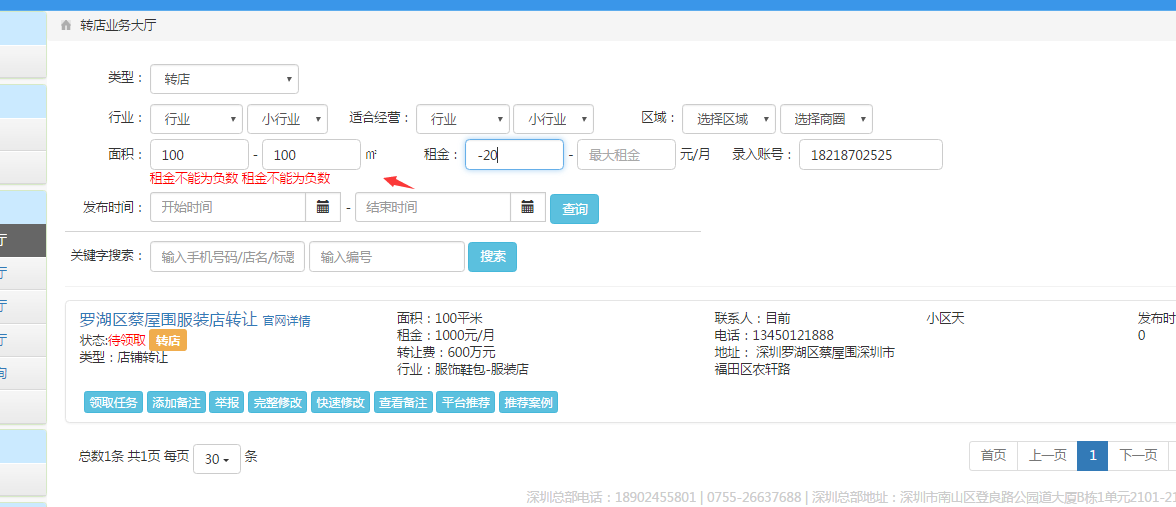 转店业务大厅
类型： 转店
行业： 行业 小行业 适合经营： 行业 小行业 区域： 选择区域 选择商圈
面积： 100 - 100 ㎡ 租金： -20 - 最大租金 元/月 录入账号： 18218702525
租金不能为负数 租金不能为负数
发布时间： 开始时间 - 结束时间 查询
关键字搜索： 输入手机号码/店名/标题 输入编号 搜索
厅
厅
厅
厅
询
罗湖区蔡屋围服装店转让 官网详情
状态:待领取 转店
类型：店铺转让
面积：100平米
租金：1000元/月
转让费：600万元
行业：服饰鞋包-服装店
联系人：目前
电话：13450121888
地址： 深圳罗湖区蔡屋围深圳市
福田区农轩路
小区天
发布时
0
领取任务 添加备注 举报 完整修改 快速修改 查看备注 平台推荐 推荐案例
总数1条 共1页 每页 30 条
首页 上一页 1 下一页
深圳总部电话：18902455801 | 0755-26637688 | 深圳总部地址：深圳市南山区登良路公园道大厦B栋1单元2101-21